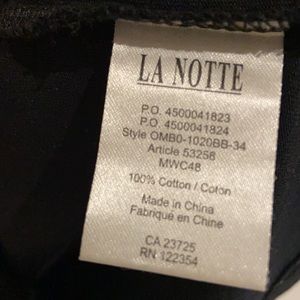 LA NOTTE
P.O. 4500041823
P.O. 4500041824
Style OMB0-1020BB-34
Article 53258
MWC48
100% Cotton / Coton
Made in China
Fabriqué en Chine
CA 23725
RN 122354